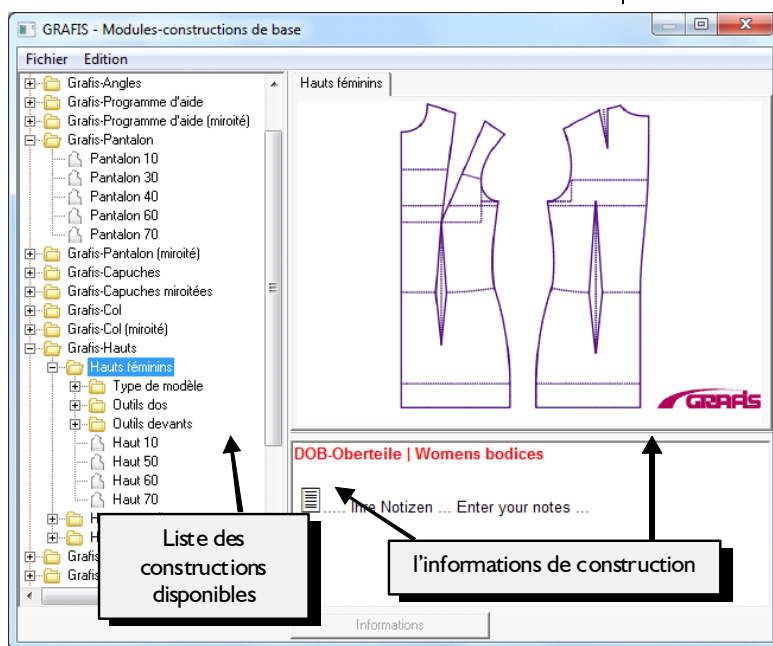 GRAFIS - Modules-constructions de base
Fichier Edition
Grafis-Angles
Grafis-Programme d'aide
Grafis-Programme d'aide (miroité)
Grafis-Pantalon
Pantalon 10
Pantalon 30
Pantalon 40
Pantalon 60
Pantalon 70
Grafis-Pantalon (miroité)
Grafis-Capuches
Grafis-Capuches miroitées
Grafis-Col
Grafis-Col (miroité)
Grafis-Hauts
Hauts féminins
Type de modèle
Outils dos
Outils devants
Haut 10
Haut 50
Haut 60
Haut 70
H
H
Grafis
Grafis
Liste des
constructions
disponibles
Hauts féminins
GRAFIS
DOB-Oberteile | Womens bodices
..... Ihre Notizen ... Enter your notes ...
l'informations de construction
Informations